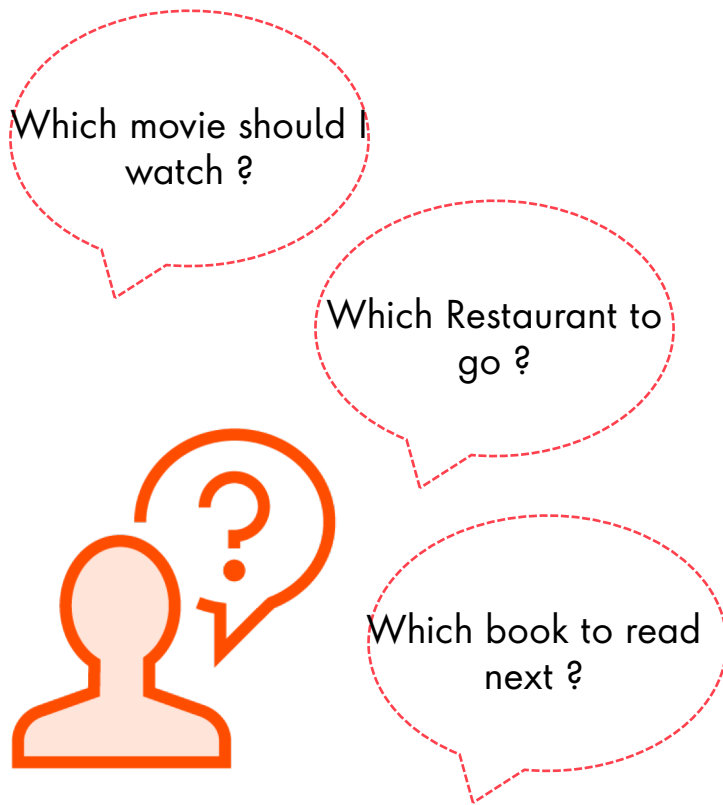 Which movie should I
watch ?
Which Restaurant to
go ?
?
Which book to read
next ?